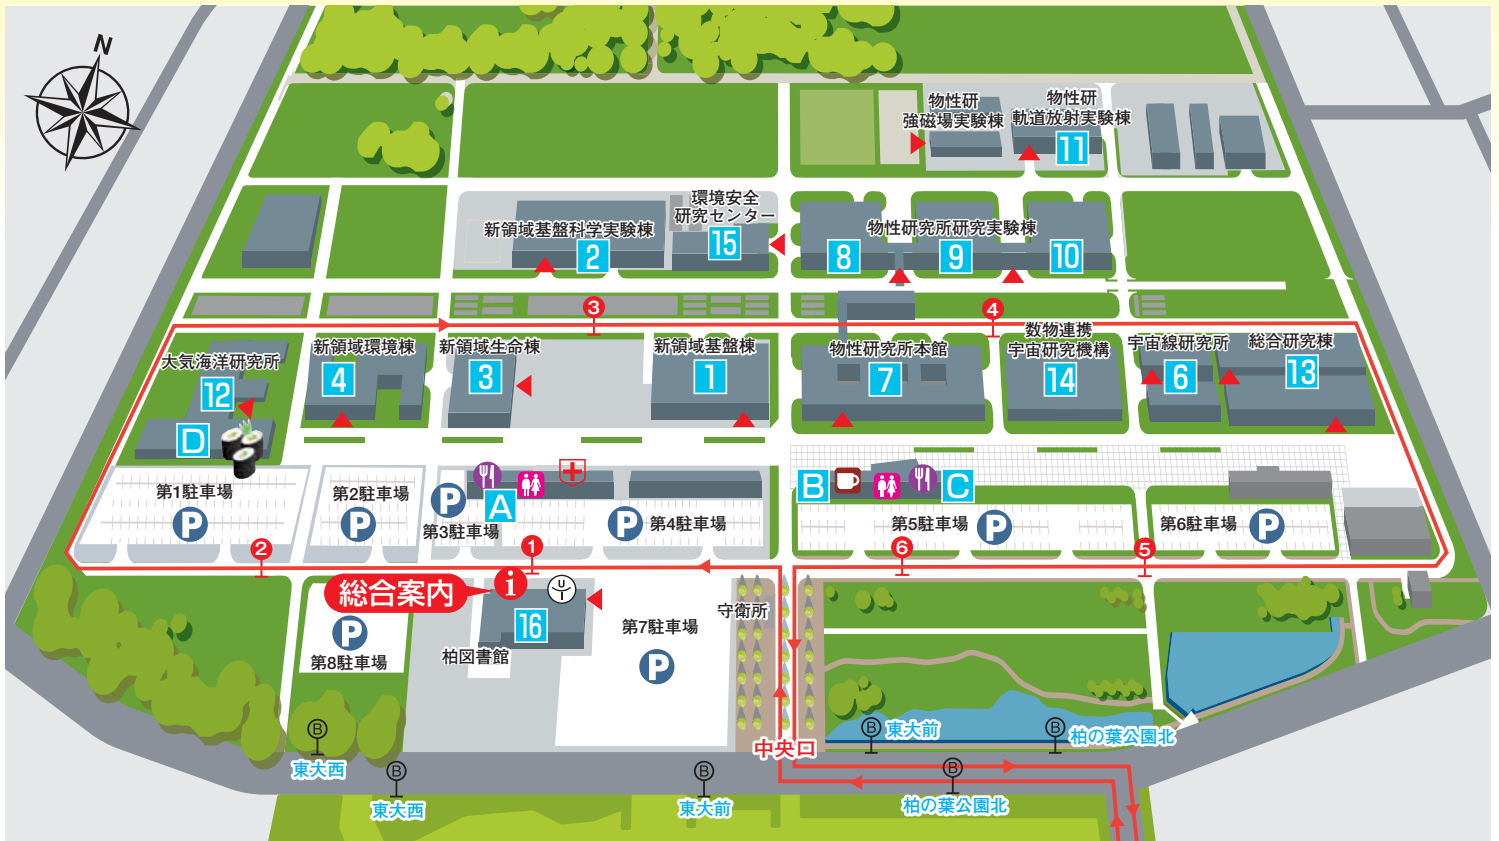 N
物性研
強磁場実験棟
物性研
軌道放射実験棟
11
環境安全
研究センター
15
新領域基盤科学実験棟
2
物性研究所研究実験棟
8
9
10
3
4
大気海洋研究所
12
D
新領域環境棟
4
新領域生命棟
3
新領域基盤棟
1
物性研究所本館
7
数物連携
宇宙研究機構
14
宇宙線研究所
6
総合研究棟
13
第1駐車場
P
第2駐車場
P
P
第3駐車場
A
P
第4駐車場
B
C
第5駐車場
P
第6駐車場
P
2
1
6
5
総合案内
i
16
柏図書館
P
第8駐車場
第7駐車場
P
守衛所
中央口
B
東大西
B
東大西
B
東大前
B
東大前
B
柏の葉公園北
B
柏の葉公園北